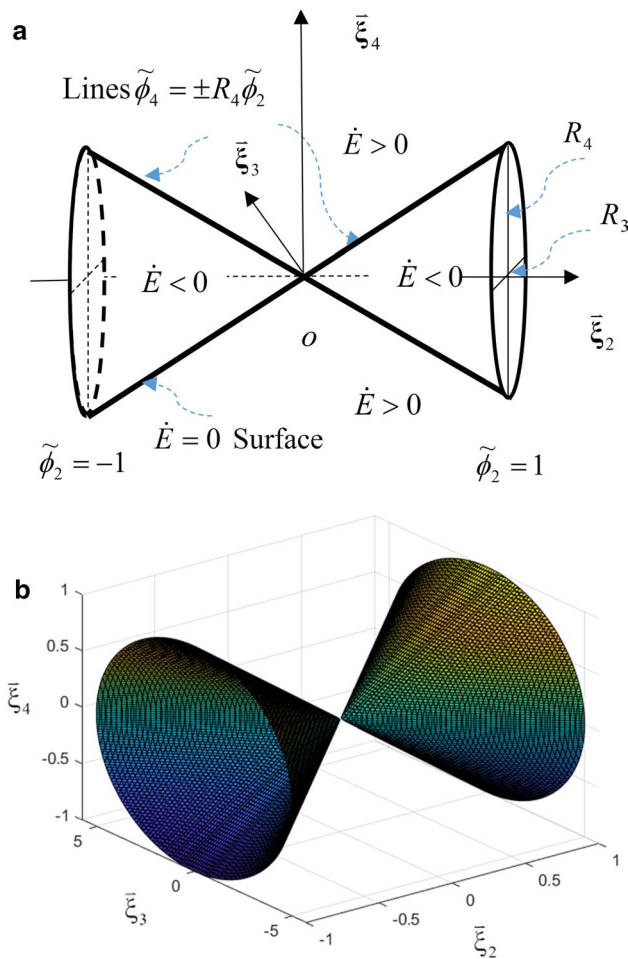 a
ξ̄₄
Lines φ̃₄ = ±R₄φ̃₂
ξ̄₃
Ė > 0
R₄
R₃
Ė < 0
Ė < 0
o
ξ̄₂
Ė > 0
Ė = 0 Surface
φ̃₂ = −1
φ̃₂ = 1
b
1
0.5
0
-0.5
-1
ξ̄₄
5
0
-5
ξ̄₃
-1
-0.5
0
0.5
1
ξ̄₂